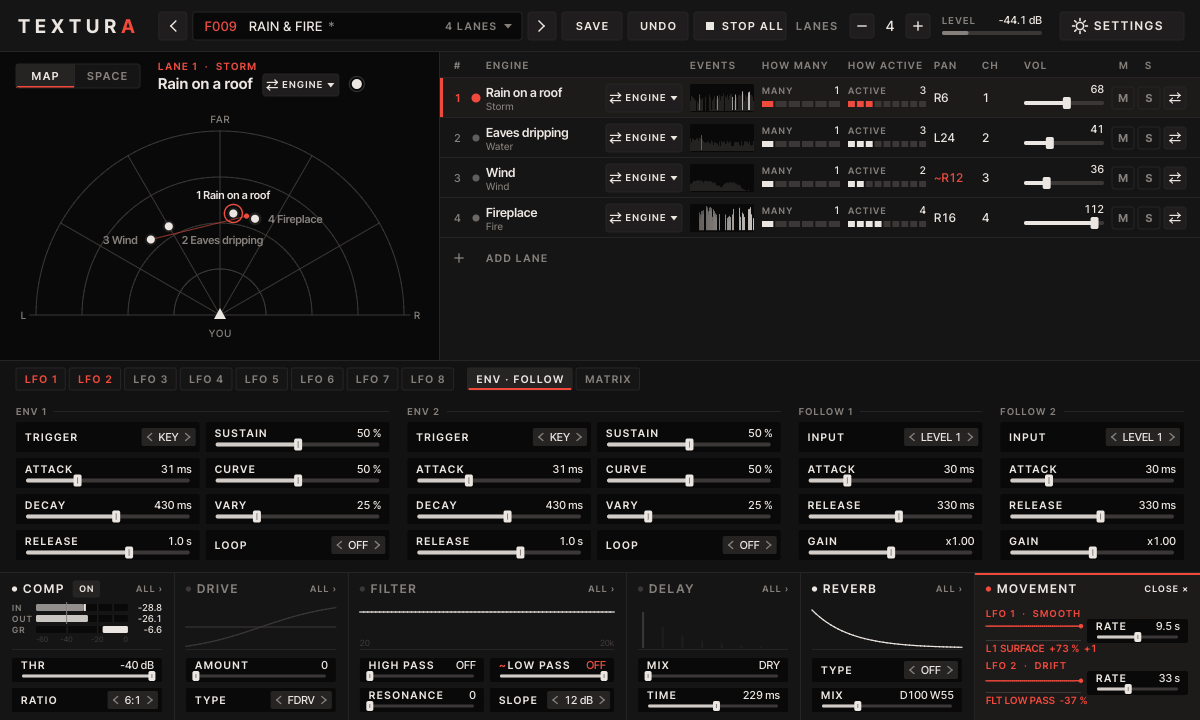 TEXTURA
F009 RAIN & FIRE * 4 LANES
SAVE
UNDO
STOP ALL
LANES 4
LEVEL -44.1 dB
SETTINGS
MAP SPACE
LANE 1 · STORM
Rain on a roof ENGINE
FAR
1 Rain on a roof
4 Fireplace
3 Wind
2 Eaves dripping
L
R
YOU
# ENGINE EVENTS HOW MANY HOW ACTIVE PAN CH VOL M S
1 Rain on a roof Storm ENGINE MANY 1 ACTIVE 3 R6 1 68 M S
2 Eaves dripping Water ENGINE MANY 1 ACTIVE 3 L24 2 41 M S
3 Wind Wind ENGINE MANY 1 ACTIVE 2 ~R12 3 36 M S
4 Fireplace Fire ENGINE MANY 1 ACTIVE 4 R16 4 112 M S
+ ADD LANE
LFO 1 LFO 2 LFO 3 LFO 4 LFO 5 LFO 6 LFO 7 LFO 8 ENV · FOLLOW MATRIX
ENV 1
TRIGGER < KEY >
SUSTAIN 50 %
ATTACK 31 ms
CURVE 50 %
DECAY 430 ms
VARY 25 %
RELEASE 1.0 s
LOOP < OFF >
ENV 2
TRIGGER < KEY >
SUSTAIN 50 %
ATTACK 31 ms
CURVE 50 %
DECAY 430 ms
VARY 25 %
RELEASE 1.0 s
LOOP < OFF >
FOLLOW 1
INPUT < LEVEL 1 >
ATTACK 30 ms
RELEASE 330 ms
GAIN x1.00
FOLLOW 2
INPUT < LEVEL 1 >
ATTACK 30 ms
RELEASE 330 ms
GAIN x1.00
COMP ON ALL ›
IN -28.8
OUT -26.1
GR -6.6
-60 -40 -20 0
THR -40 dB
RATIO < 6:1 >
DRIVE ALL ›
AMOUNT 0
TYPE < FDRV >
FILTER ALL ›
20 20k
HIGH PASS OFF
~LOW PASS OFF
RESONANCE 0
SLOPE < 12 dB >
DELAY ALL ›
MIX DRY
TIME 229 ms
REVERB ALL ›
TYPE < OFF >
MIX D100 W55
MOVEMENT CLOSE ×
LFO 1 · SMOOTH
RATE 9.5 s
L1 SURFACE +73 % +1
LFO 2 · DRIFT
RATE 33 s
FLT LOW PASS -37 %